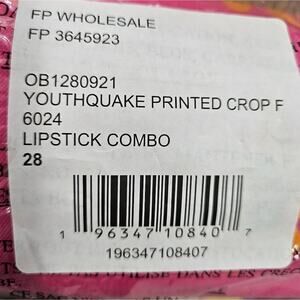 FP WHOLESALE
FP 3645923
OB1280921
YOUTHQUAKE PRINTED CROP F
6024
LIPSTICK COMBO
28
1 96347 10840 7
196347108407